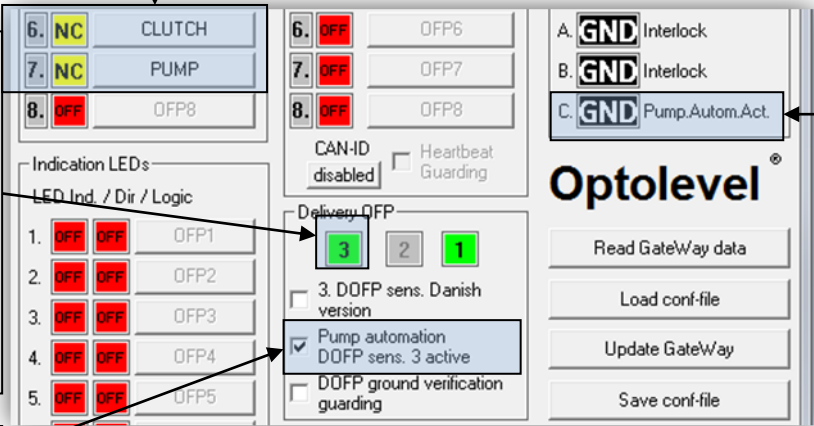 6. NC CLUTCH
7. NC PUMP
8. OFF OFP8
Indication LEDs
LED Ind. / Dir / Logic
1. OFF OFF OFP1
2. OFF OFF OFP2
3. OFF OFF OFP3
4. OFF OFF OFP4
5. OFF OFF OFP5
6. OFF OFP6
7. OFF OFP7
8. OFF OFP8
CAN-ID
disabled
Heartbeat
Guarding
Delivery OFP
3 2 1
3. DOFP sens. Danish
version
Pump automation
DOFP sens. 3 active
DOFP ground verification
guarding
A. GND Interlock
B. GND Interlock
C. GND Pump.Autom.Act.
Optolevel®
Read GateWay data
Load conf-file
Update GateWay
Save conf-file